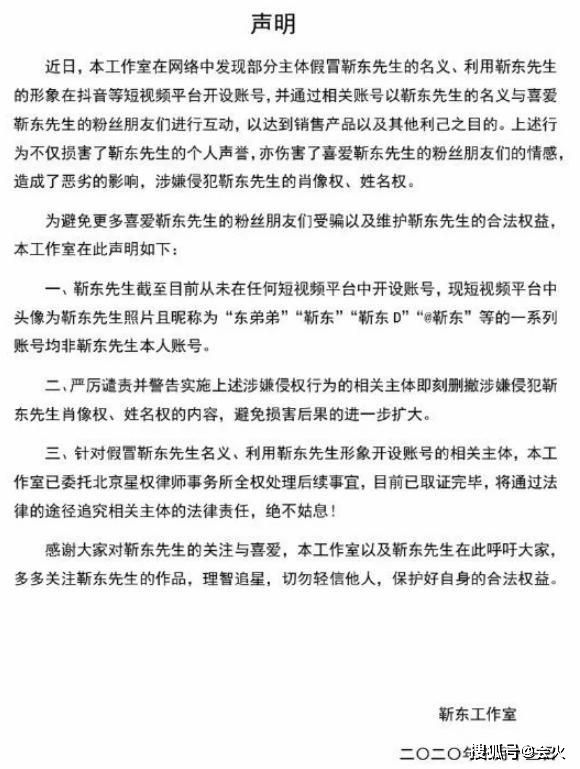 声明
近日，本工作室在网络中发现部分主体假冒靳东先生的名义、利用靳东先生
的形象在抖音等短视频平台开设账号，并通过相关账号以靳东先生的名义与喜爱
靳东先生的粉丝朋友们进行互动，以达到销售产品以及其他利己之目的。上述行
为不仅损害了靳东先生的个人声誉，亦伤害了喜爱靳东先生的粉丝朋友们的情感，
造成了恶劣的影响，涉嫌侵犯靳东先生的肖像权、姓名权。
为避免更多喜爱靳东先生的粉丝朋友们受骗以及维护靳东先生的合法权益，
本工作室在此声明如下：
一、靳东先生截至目前从未在任何短视频平台中开设账号，现短视频平台中
头像为靳东先生照片且昵称为“东弟弟”“靳东”“靳东 D”“@靳东”等的一系列
账号均非靳东先生本人账号。
二、严厉谴责并警告实施上述涉嫌侵权行为的相关主体即刻删撤涉嫌侵犯靳
东先生肖像权、姓名权的内容，避免损害后果的进一步扩大。
三、针对假冒靳东先生名义、利用靳东先生形象开设账号的相关主体，本工
作室已委托北京星权律师事务所全权处理后续事宜，目前已取证完毕，将通过法
律的途径追究相关主体的法律责任，绝不姑息！
感谢大家对靳东先生的关注与喜爱，本工作室以及靳东先生在此呼吁大家，
多多关注靳东先生的作品，理智追星，切勿轻信他人，保护好自身的合法权益。
靳东工作室
二〇二〇年
搜狐号@会火